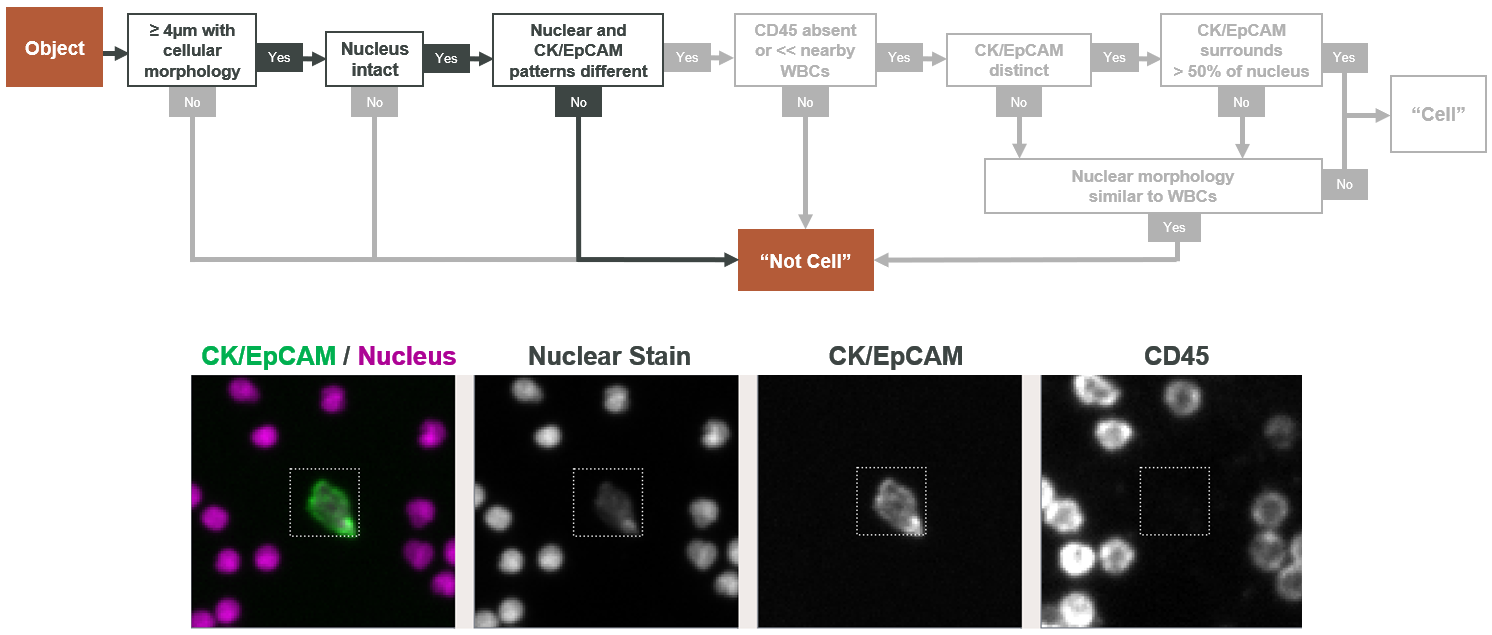 Object
≥ 4µm with
cellular
morphology
Yes
No
Nucleus
intact
Yes
No
Nuclear and
CK/EpCAM
patterns different
Yes
No
CD45 absent
or << nearby
WBCs
Yes
No
CK/EpCAM
distinct
Yes
No
CK/EpCAM
surrounds
> 50% of nucleus
Yes
No
“Cell”
Nuclear morphology
similar to WBCs
No
Yes
“Not Cell”
CK/EpCAM / Nucleus
Nuclear Stain
CK/EpCAM
CD45